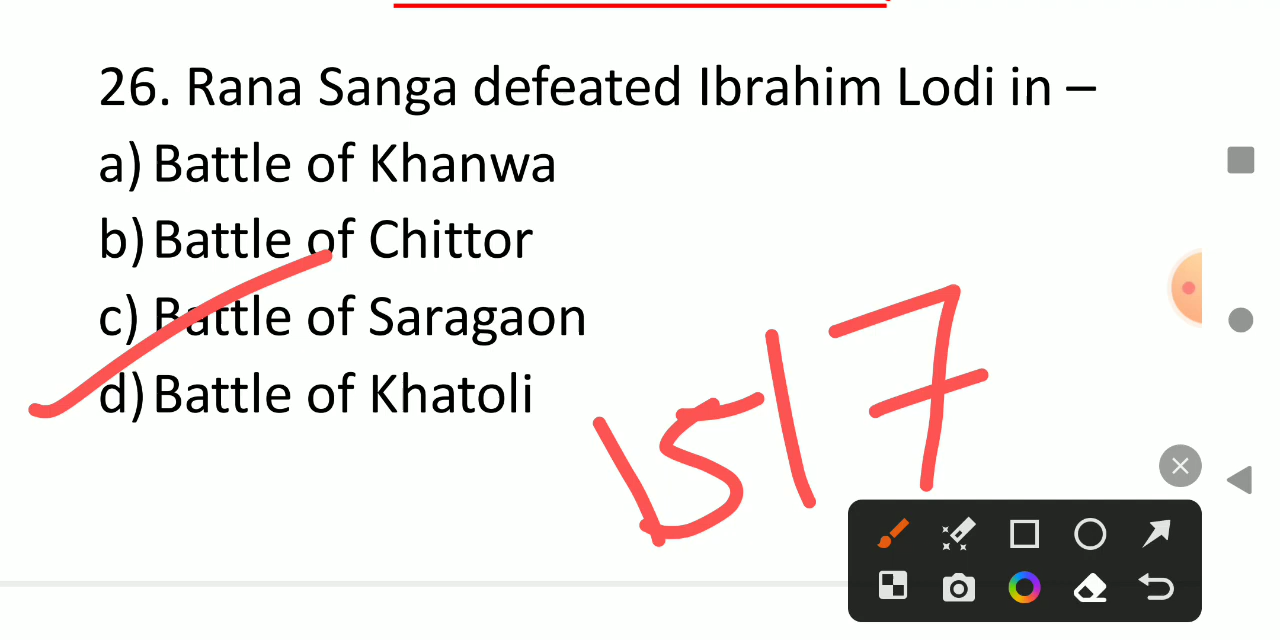 26. Rana Sanga defeated Ibrahim Lodi in –
a) Battle of Khanwa
b) Battle of Chittor
c) Battle of Saragaon
d) Battle of Khatoli
1517